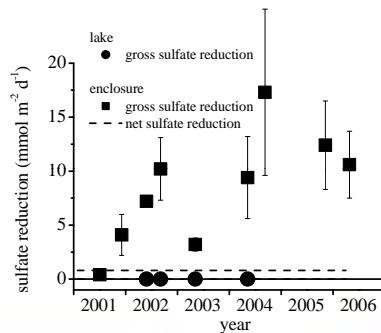 lake
gross sulfate reduction
enclosure
gross sulfate reduction
net sulfate reduction
sulfate reduction (mmol m⁻² d⁻¹)
20
15
10
5
0
2001 2002 2003 2004 2005 2006
year